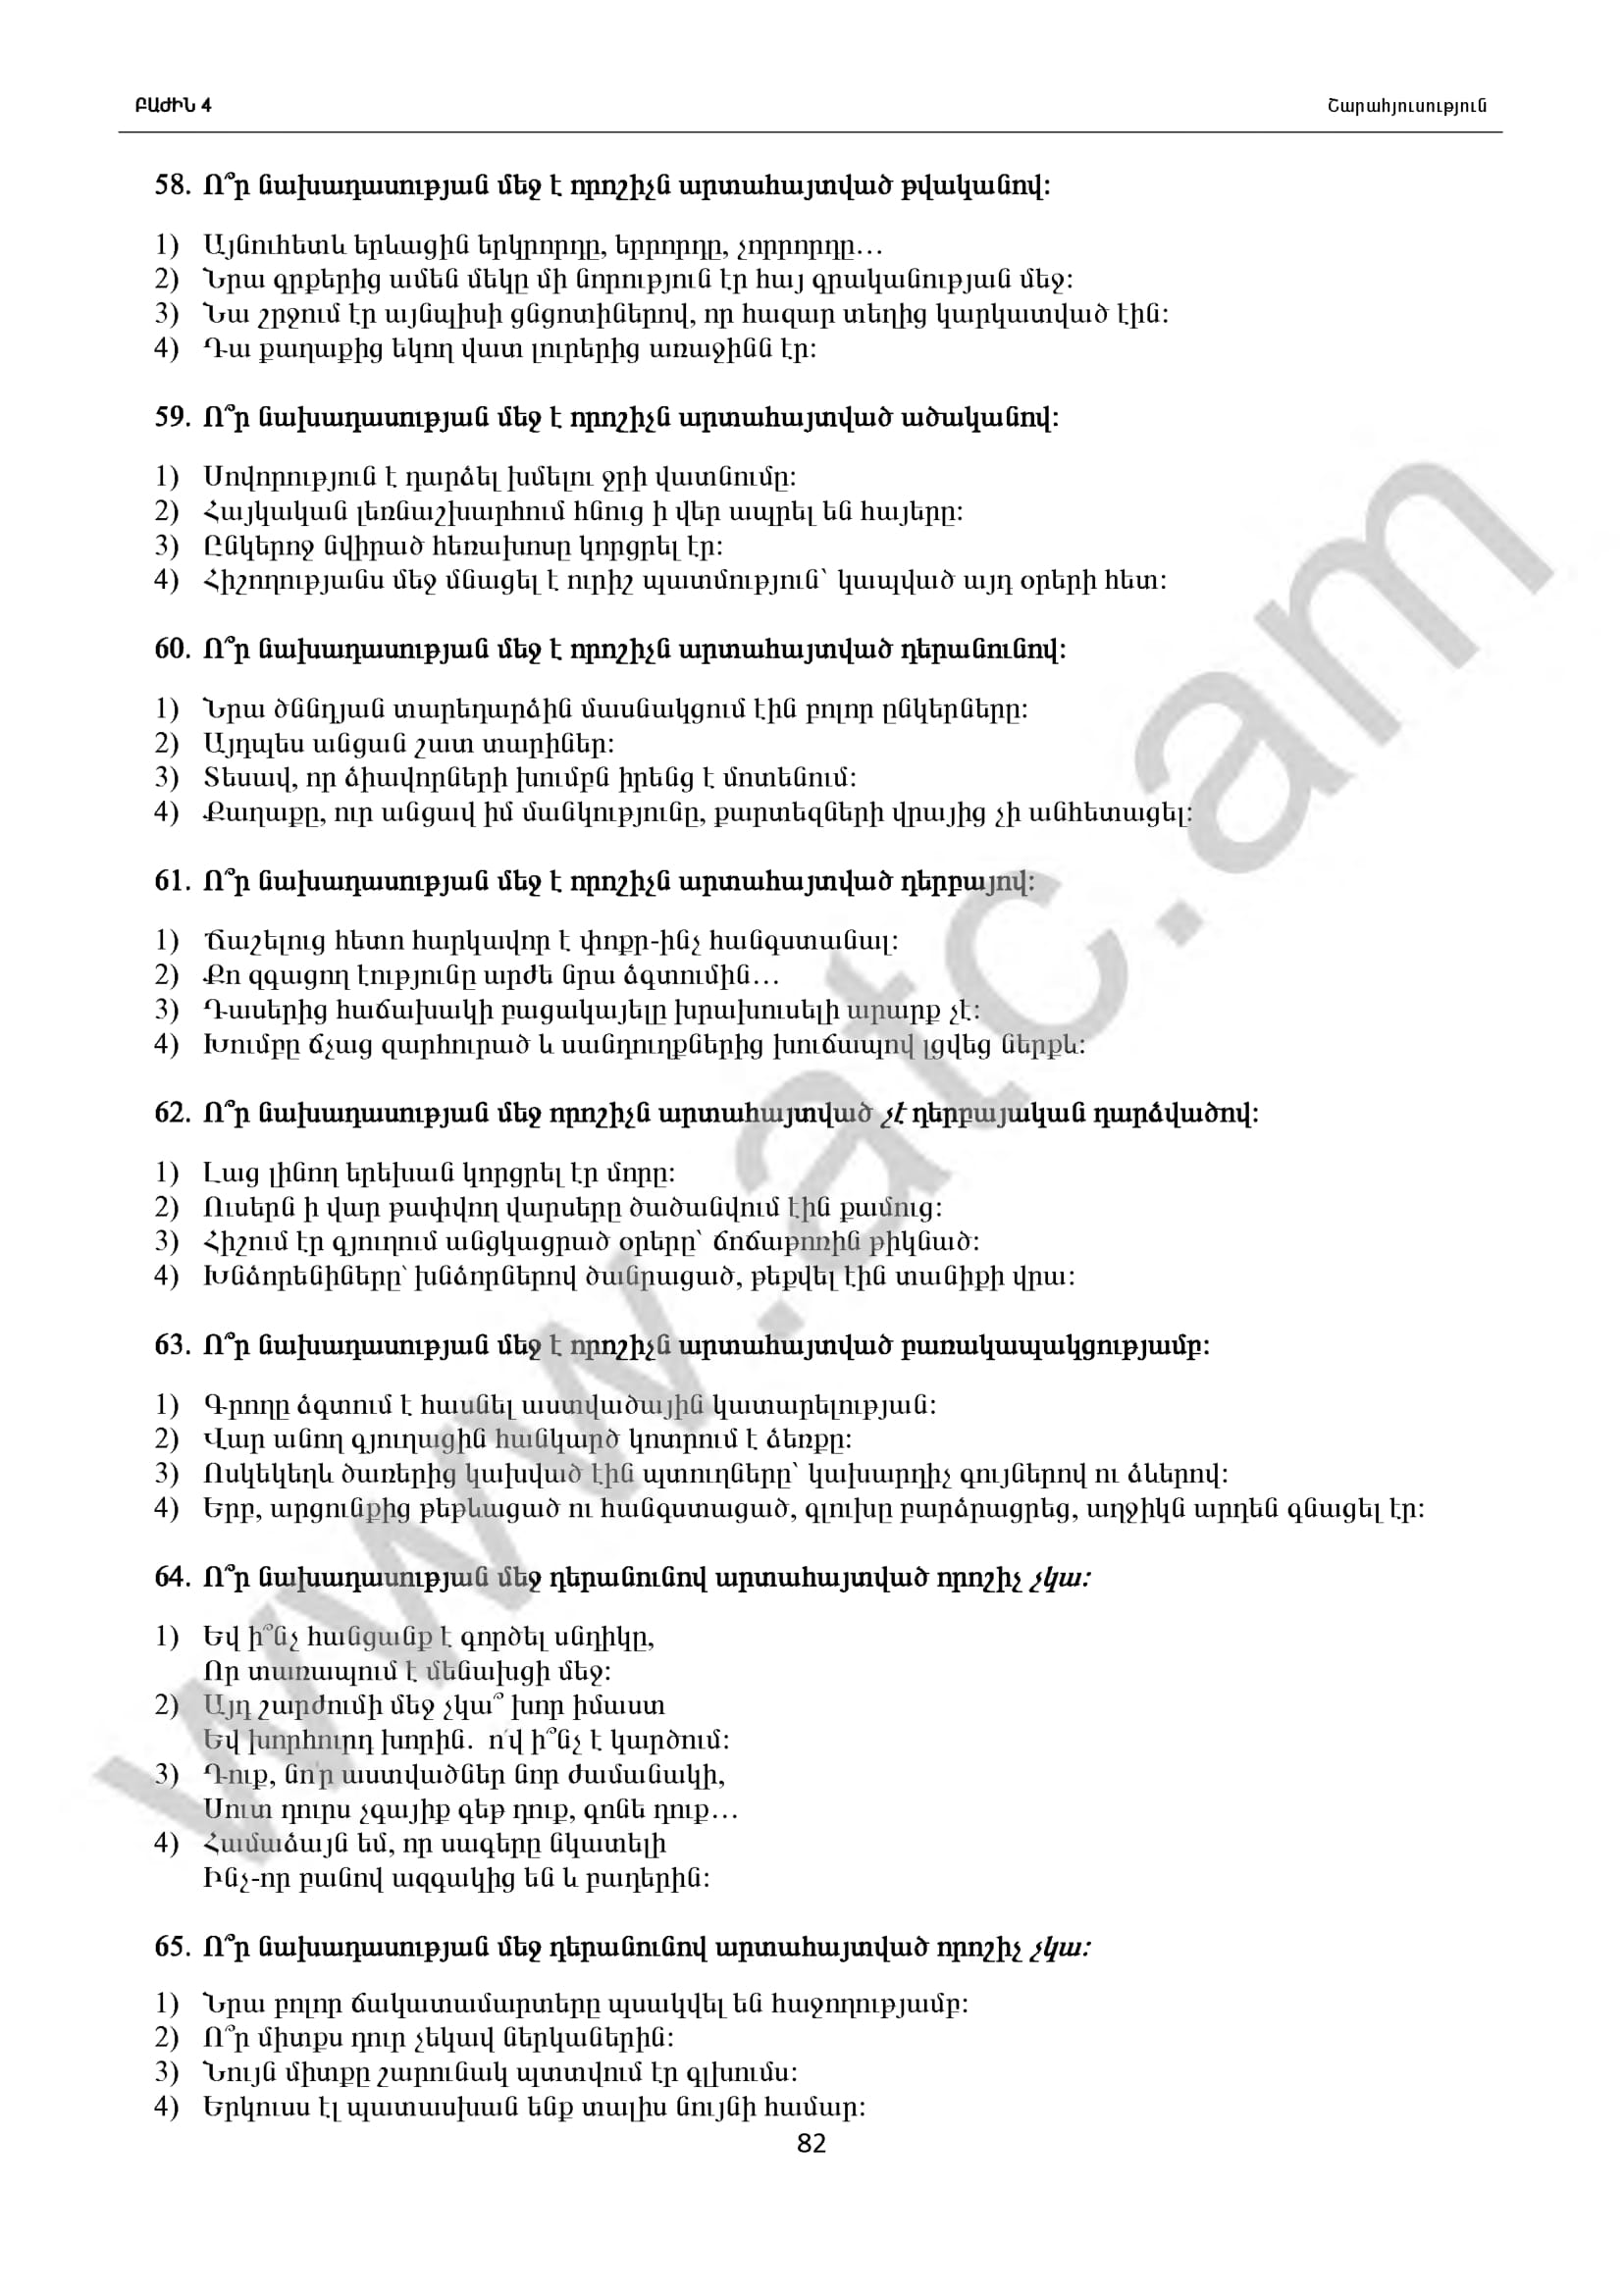 ԲԱԺԻՆ 4 Շարահյուսություն
58. Ո՞ր նախադասության մեջ է որոշիչն արտահայտված թվականով:
1) Այնուհետև երևացին երկրորդը, երրորդը, չորրորդը…
2) Նրա գրքերից ամեն մեկը մի նորություն էր հայ գրականության մեջ:
3) Նա շրջում էր այնպիսի ցնցոտիներով, որ հազար տեղից կարկատված էին:
4) Դա քաղաքից եկող վատ լուրերից առաջինն էր:
59. Ո՞ր նախադասության մեջ է որոշիչն արտահայտված ածականով:
1) Սովորություն է դարձել խմելու ջրի վատնումը:
2) Հայկական լեռնաշխարհում հնուց ի վեր ապրել են հայերը:
3) Ընկերոջ նվիրած հեռախոսը կորցրել էր:
4) Հիշողությանս մեջ մնացել է ուրիշ պատմություն՝ կապված այդ օրերի հետ:
60. Ո՞ր նախադասության մեջ է որոշիչն արտահայտված դերանունով:
1) Նրա ծննդյան տարեդարձին մասնակցում էին բոլոր ընկերները:
2) Այդպես անցան շատ տարիներ:
3) Տեսավ, որ ձիավորների խումբն իրենց է մոտենում:
4) Քաղաքը, ուր անցավ իմ մանկությունը, քարտեզների վրայից չի անհետացել:
61. Ո՞ր նախադասության մեջ է որոշիչն արտահայտված դերբայով:
1) Ճաշելուց հետո հարկավոր է փոքր-ինչ հանգստանալ:
2) Քո զգացող էությունը արժե նրա ձգտումին…
3) Դասերից հաճախակի բացակայելը խրախուսելի արարք չէ:
4) Խումբը ճչաց զարհուրած և սանդուղքներից խուճապով լցվեց ներքև:
62. Ո՞ր նախադասության մեջ որոշիչն արտահայտված չէ դերբայական դարձվածով:
1) Լաց լինող երեխան կորցրել էր մորը:
2) Ուսերն ի վար թափվող վարսերը ծածանվում էին քամուց:
3) Հիշում էր գյուղում անցկացրած օրերը՝ ճոճաթոռին թիկնած:
4) Խնձորենիները՝ խնձորներով ծանրացած, թեքվել էին տանիքի վրա:
63. Ո՞ր նախադասության մեջ է որոշիչն արտահայտված բառակապակցությամբ:
1) Գրողը ձգտում է հասնել աստվածային կատարելության:
2) Վար անող գյուղացին հանկարծ կոտրում է ձեռքը:
3) Ոսկեկեղև ծառերից կախված էին պտուղները՝ կախարդիչ գույներով ու ձևերով:
4) Երբ, արցունքից թեթևացած ու հանգստացած, գլուխը բարձրացրեց, աղջիկն արդեն գնացել էր:
64. Ո՞ր նախադասության մեջ դերանունով արտահայտված որոշիչ չկա:
1) Եվ ի՞նչ հանցանք է գործել սնդիկը,
Որ տառապում է մենախցի մեջ:
2) Այդ շարժումի մեջ չկա՞ խոր իմաստ
Եվ խորհուրդ խորին. ո՛վ ի՞նչ է կարծում:
3) Դուք, նո՛ր աստվածներ նոր ժամանակի,
Սուտ դուրս չգայիք գեթ դուք, գոնե դուք…
4) Համաձայն եմ, որ սագերը նկատելի
Ինչ-որ բանով ազգակից են և բադերին:
65. Ո՞ր նախադասության մեջ դերանունով արտահայտված որոշիչ չկա:
1) Նրա բոլոր ճակատամարտերը պսակվել են հաջողությամբ:
2) Ո՞ր միտքս դուր չեկավ ներկաներին:
3) Նույն միտքը շարունակ պտտվում էր գլխումս:
4) Երկուսս էլ պատասխան ենք տալիս նույնի համար:
82
www.atc.am